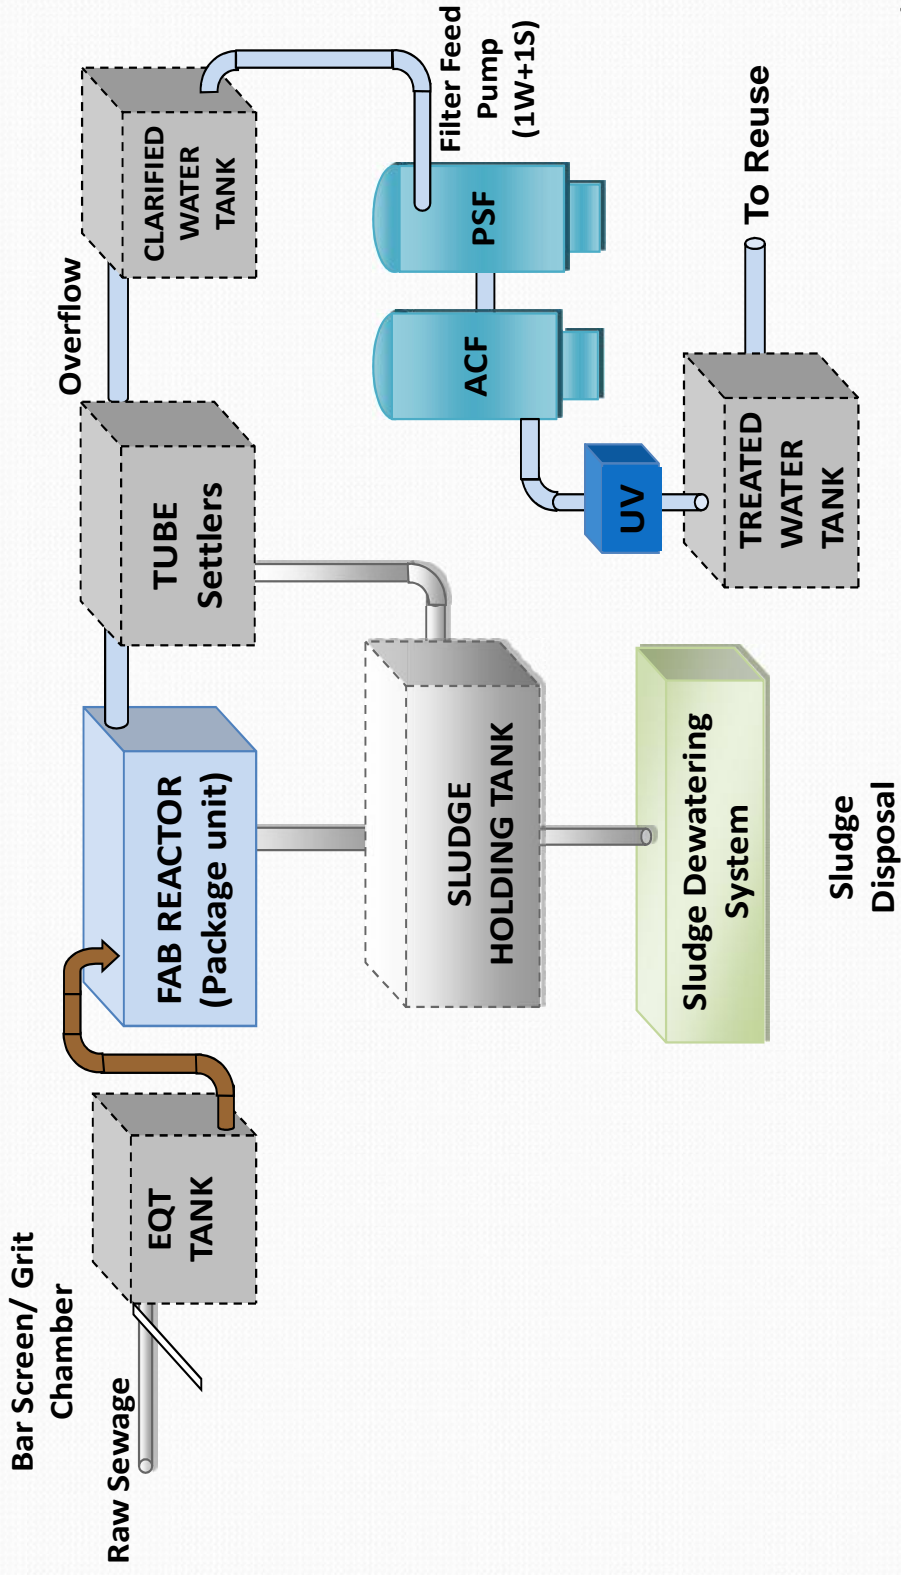 Bar Screen/ Grit
Chamber
Raw Sewage
EQT
TANK
FAB REACTOR
(Package unit)
TUBE
Settlers
Overflow
CLARIFIED
WATER
TANK
Filter Feed
Pump
(1W+1S)
PSF
ACF
UV
TREATED
WATER
TANK
To Reuse
SLUDGE
HOLDING TANK
Sludge Dewatering
System
Sludge
Disposal